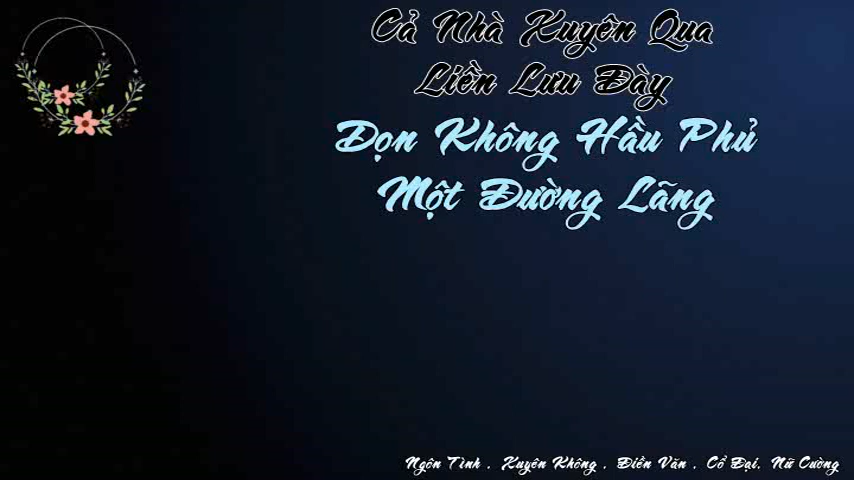 Cả Nhà Xuyên Qua
Liền Lưu Đày
Dọn Không Hầu Phủ
Một Đường Lãng
Ngôn Tình , Xuyên Không , Điền Văn , Cổ Đại, Nữ Cường